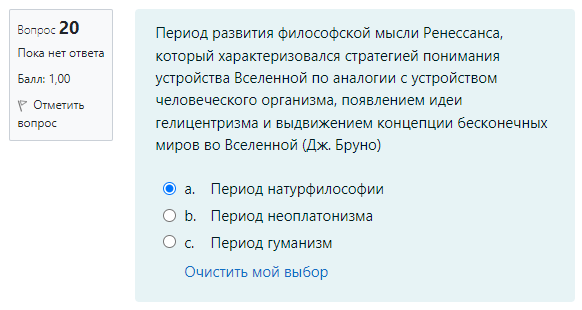 Вопрос 20
Пока нет ответа
Балл: 1,00
Отметить
вопрос
Период развития философской мысли Ренессанса,
который характеризовался стратегией понимания
устройства Вселенной по аналогии с устройством
человеческого организма, появлением идеи
гелицентризма и выдвижением концепции бесконечных
миров во Вселенной (Дж. Бруно)
a. Период натурфилософии
b. Период неоплатонизма
c. Период гуманизм
Очистить мой выбор